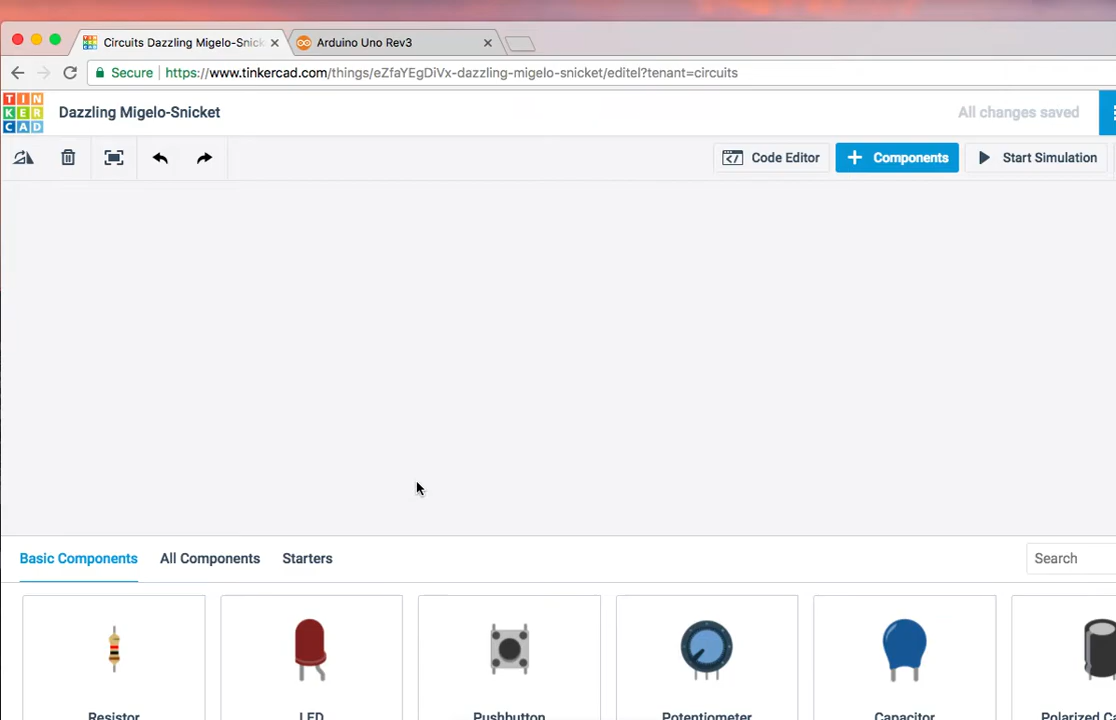 Circuits Dazzling Migelo-Snick
Arduino Uno Rev3
Secure https://www.tinkercad.com/things/eZfaYEgDiVx-dazzling-migelo-snicket/editel?tenant=circuits
TIN
KER
CAD
Dazzling Migelo-Snicket
All changes saved
Code Editor
Components
Start Simulation
Basic Components
All Components
Starters
Search
Resistor
LED
Pushbutton
Potentiometer
Capacitor
Polarized Ca